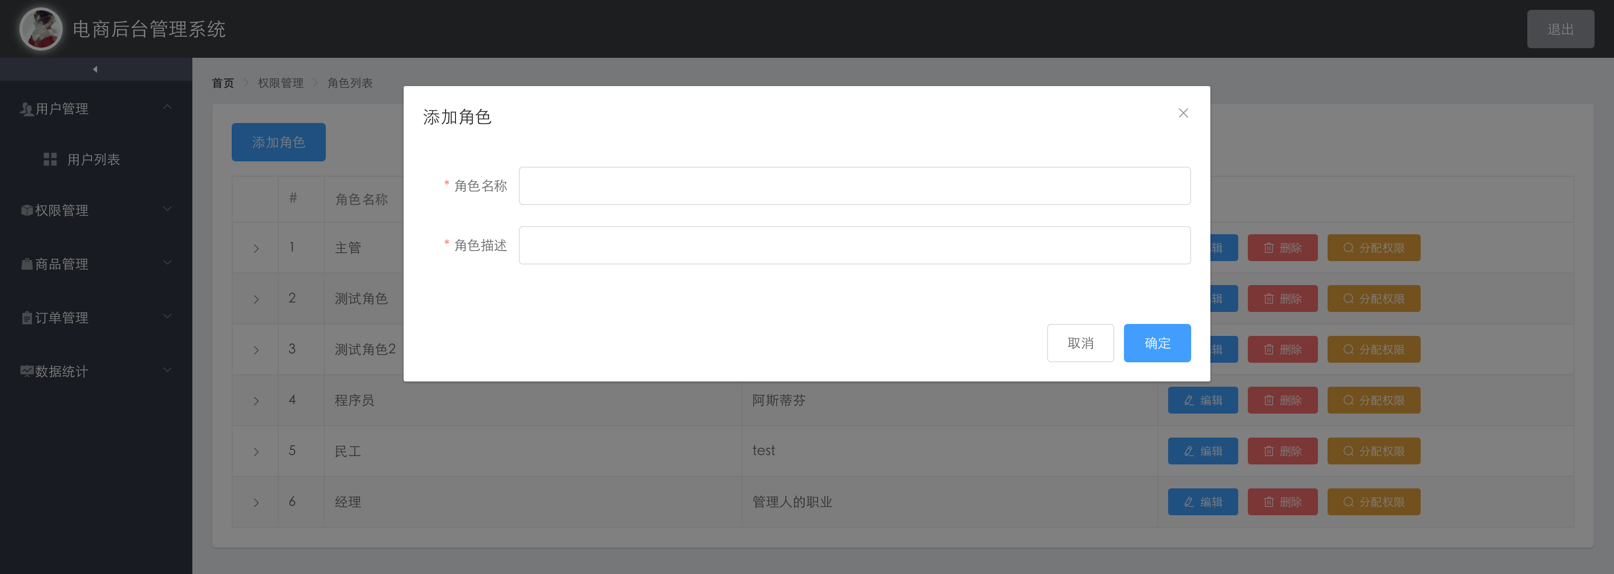 电商后台管理系统
退出
首页 权限管理 角色列表
用户管理
用户列表
权限管理
商品管理
订单管理
数据统计
添加角色
添加角色
* 角色名称
* 角色描述
取消 确定
# 角色名称
1 主管 辑 删除 分配权限
2 测试角色 辑 删除 分配权限
3 测试角色2 辑 删除 分配权限
4 程序员 阿斯蒂芬 编辑 删除 分配权限
5 民工 test 编辑 删除 分配权限
6 经理 管理人的职业 编辑 删除 分配权限